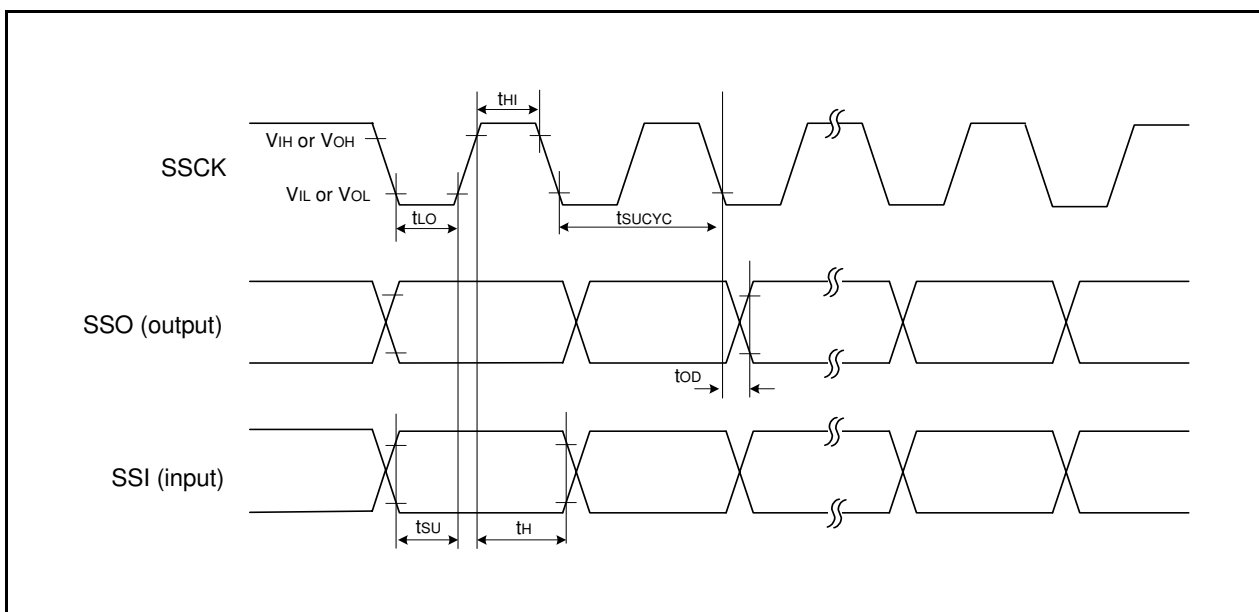 tHI
VIH or VOH
SSCK
VIL or VOL
tLO
tSUCYC
SSO (output)
tOD
SSI (input)
tSU
tH